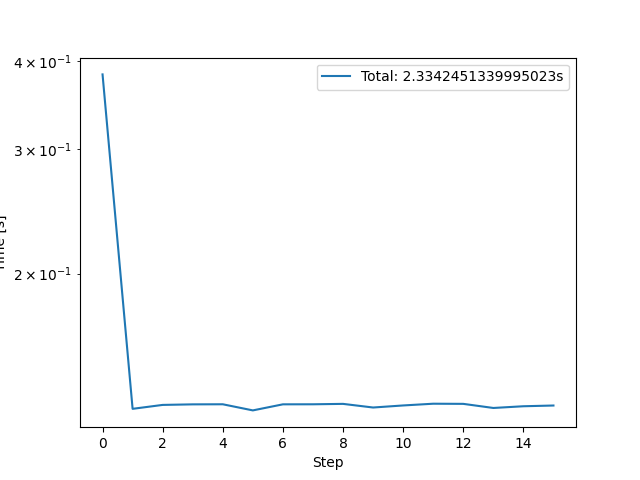 Total: 2.3342451339995023s
4 × 10⁻¹
3 × 10⁻¹
2 × 10⁻¹
[s]
0 2 4 6 8 10 12 14
Step